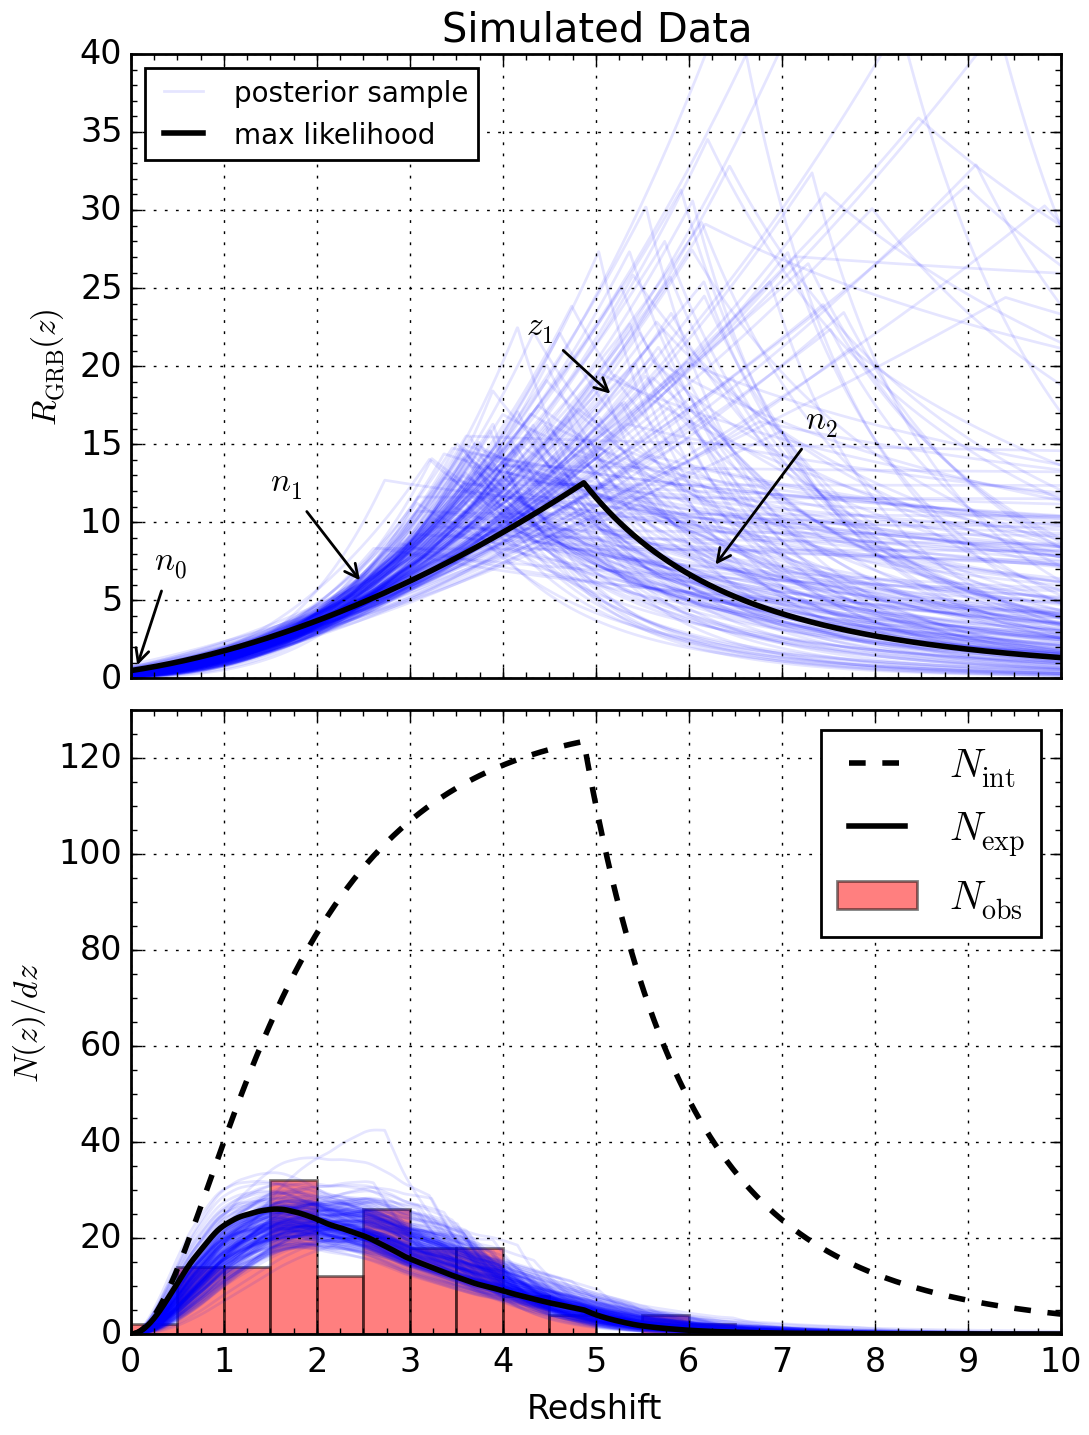 Simulated Data
40
35
30
25
20
15
10
5
0
R_GRB(z)
posterior sample
max likelihood
z_1
n_2
n_1
n_0
120
100
80
60
40
20
0
N(z)/dz
N_int
N_exp
N_obs
0 1 2 3 4 5 6 7 8 9 10
Redshift